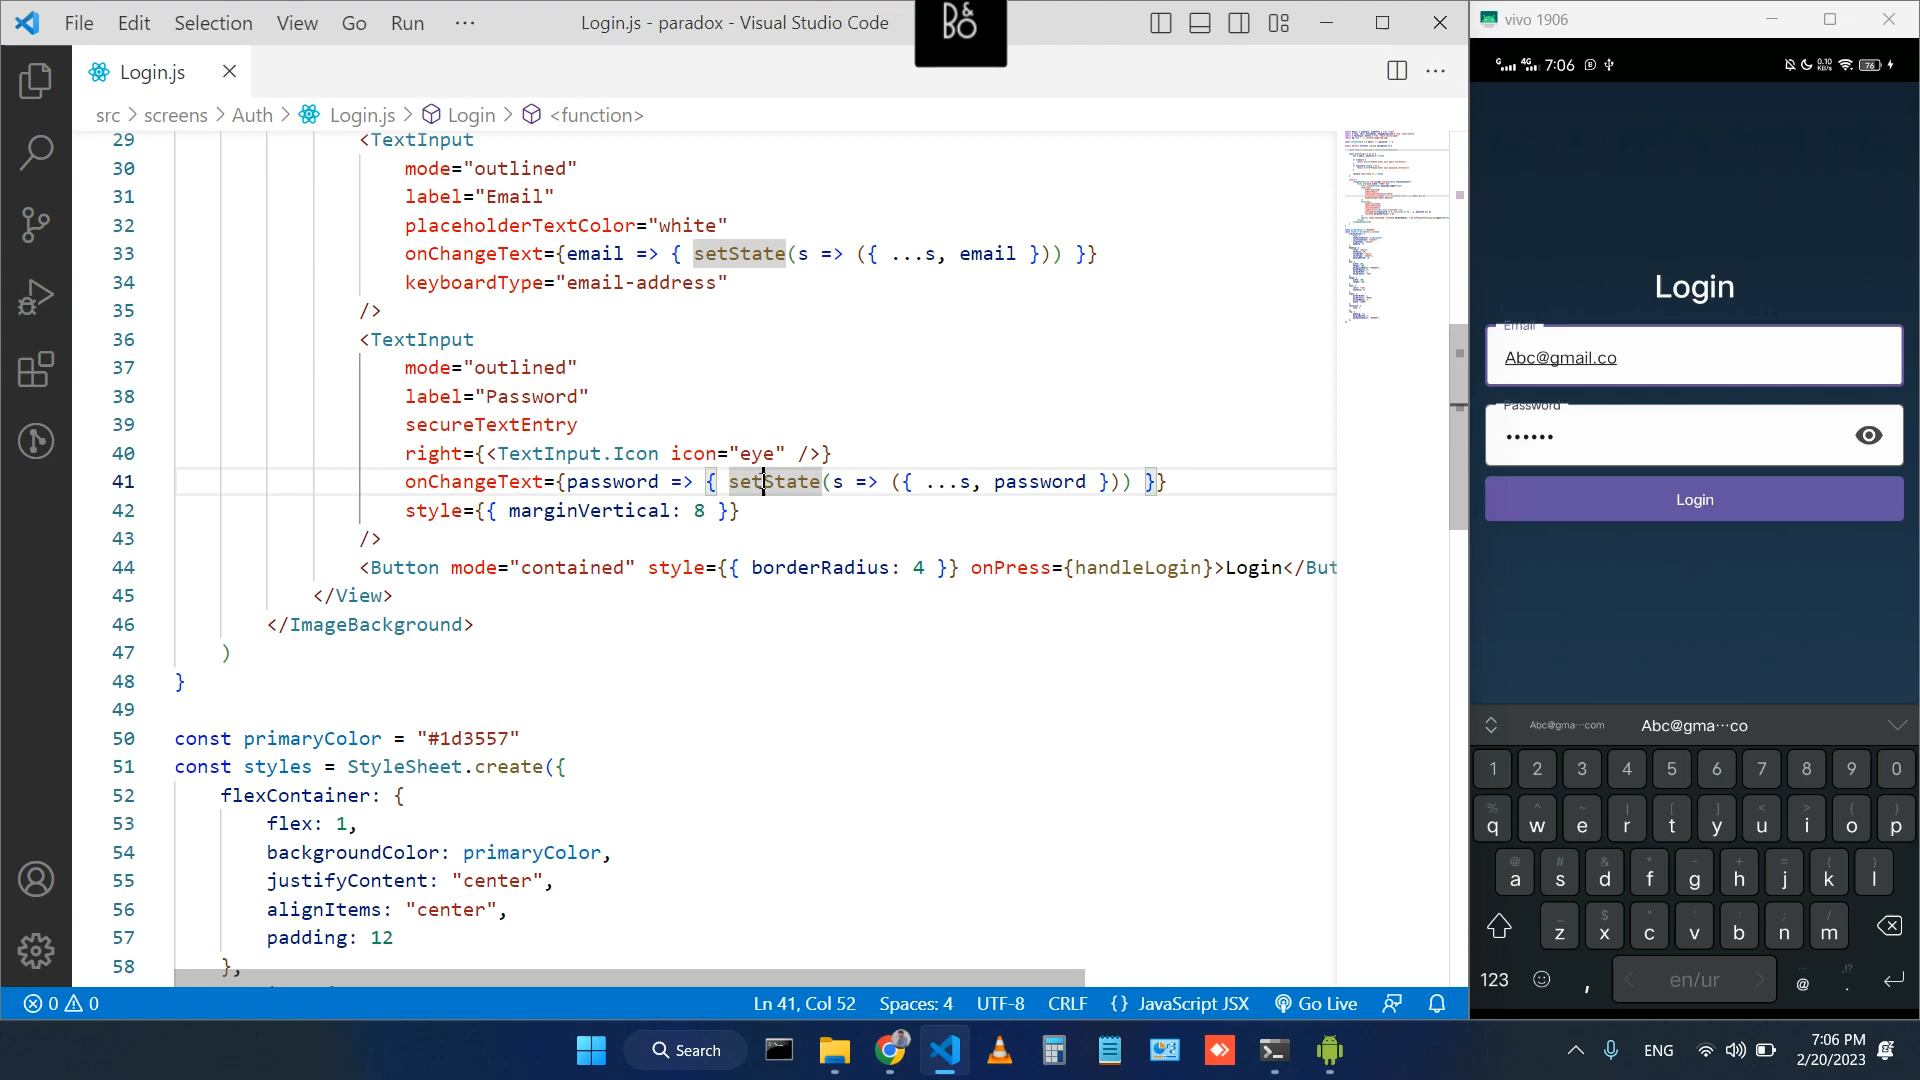 File Edit Selection View Go Run ··· Login.js - paradox - Visual Studio Code
B&O
Login.js
src > screens > Auth > Login.js > Login > <function>
29 <TextInput
30 mode="outlined"
31 label="Email"
32 placeholderTextColor="white"
33 onChangeText={email => { setState(s => ({ ...s, email })) }}
34 keyboardType="email-address"
35 />
36 <TextInput
37 mode="outlined"
38 label="Password"
39 secureTextEntry
40 right={<TextInput.Icon icon="eye" />}
41 onChangeText={password => { setState(s => ({ ...s, password })) }}
42 style={{ marginVertical: 8 }}
43 />
44 <Button mode="contained" style={{ borderRadius: 4 }} onPress={handleLogin}>Login</But
45 </View>
46 </ImageBackground>
47 )
48 }
49
50 const primaryColor = "#1d3557"
51 const styles = StyleSheet.create({
52 flexContainer: {
53 flex: 1,
54 backgroundColor: primaryColor,
55 justifyContent: "center",
56 alignItems: "center",
57 padding: 12
58 },
0 0 Ln 41, Col 52 Spaces: 4 UTF-8 CRLF {} JavaScript JSX Go Live
vivo 1906
G 4G 7:06 0.10 KB/s 76
Login
Email
Abc@gmail.co
Password
••••••
Login
Abc@gma···com Abc@gma···co
1 2 3 4 5 6 7 8 9 0
q w e r t y u i o p
a s d f g h j k l
z x c v b n m
123 , en/ur @ .
Search
ENG
7:06 PM
2/20/2023